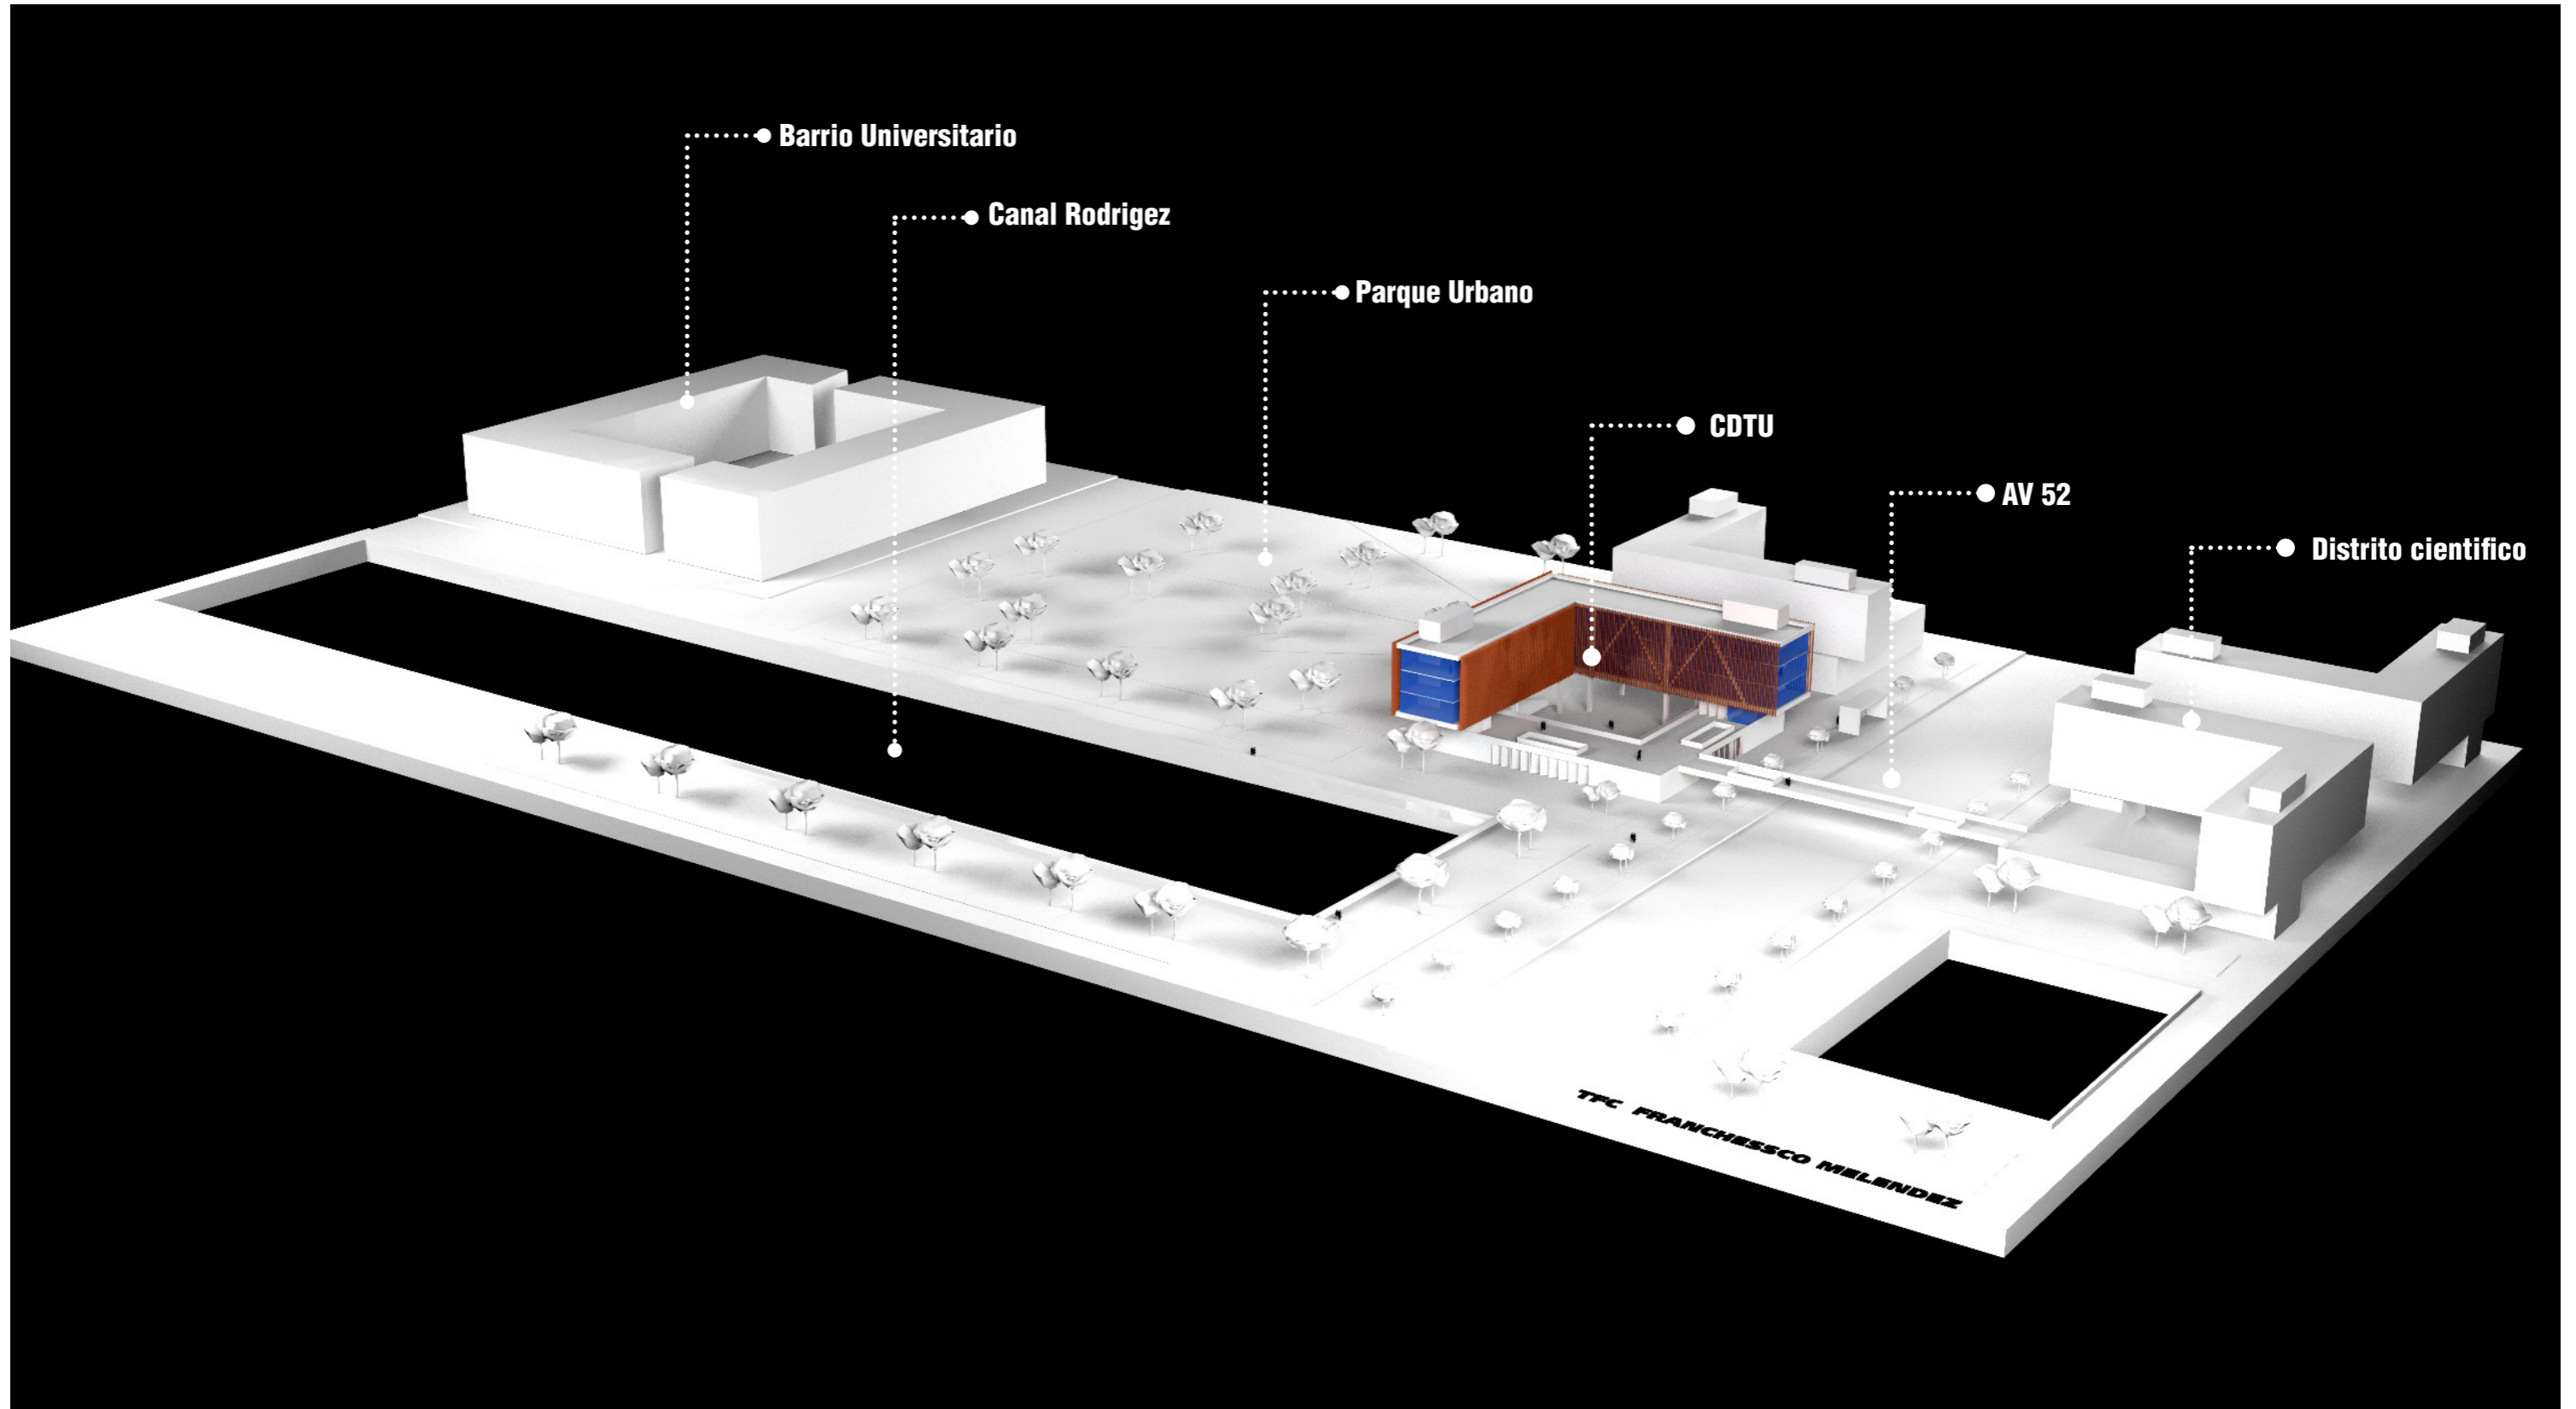 Barrio Universitario
Canal Rodrigez
Parque Urbano
CDTU
AV 52
Distrito cientifico
TFC FRANCHESSCO MELENDEZ